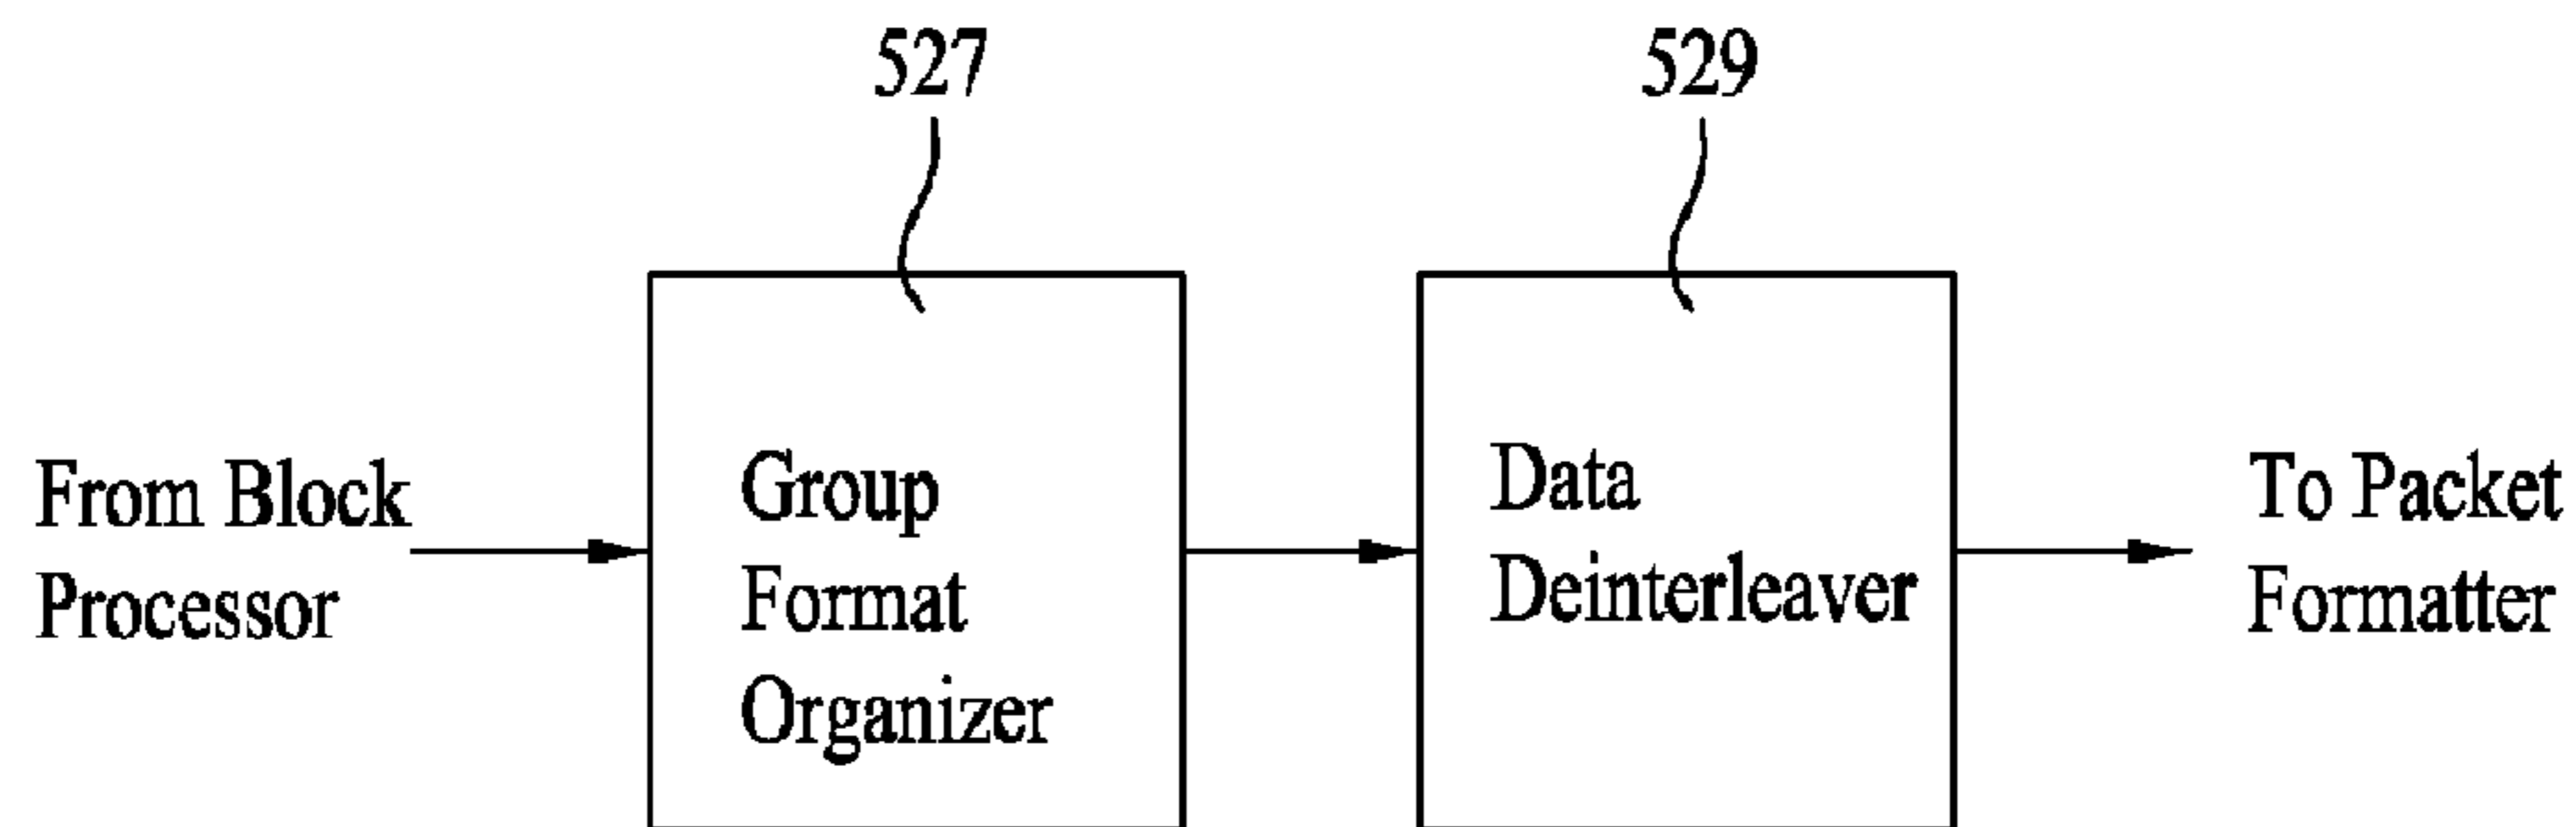 527
529
From Block
Processor
Group
Format
Organizer
Data
Deinterleaver
To Packet
Formatter